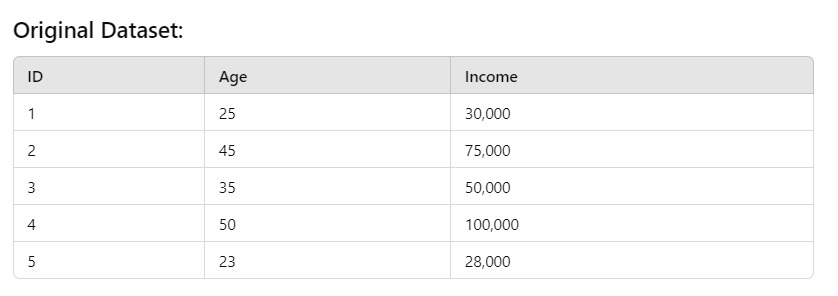 Original Dataset:
ID Age Income
1 25 30,000
2 45 75,000
3 35 50,000
4 50 100,000
5 23 28,000